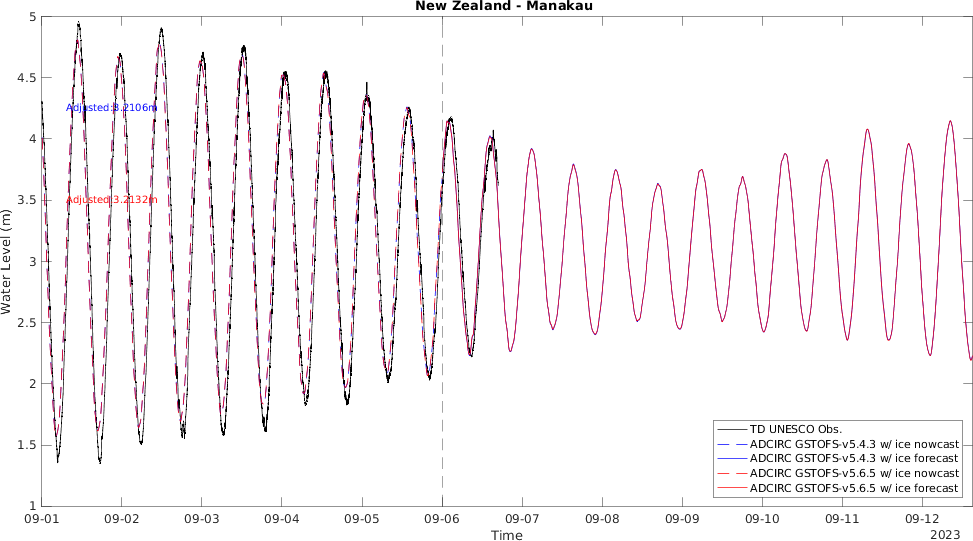 New Zealand - Manakau
5
4.5
Adjusted:3.2106m
4
3.5
Adjusted:3.2132m
Water Level (m)
3
2.5
2
1.5
1
TD UNESCO Obs.
ADCIRC GSTOFS-v5.4.3 w/ ice nowcast
ADCIRC GSTOFS-v5.4.3 w/ ice forecast
ADCIRC GSTOFS-v5.6.5 w/ ice nowcast
ADCIRC GSTOFS-v5.6.5 w/ ice forecast
09-01 09-02 09-03 09-04 09-05 09-06 09-07 09-08 09-09 09-10 09-11 09-12
Time
2023